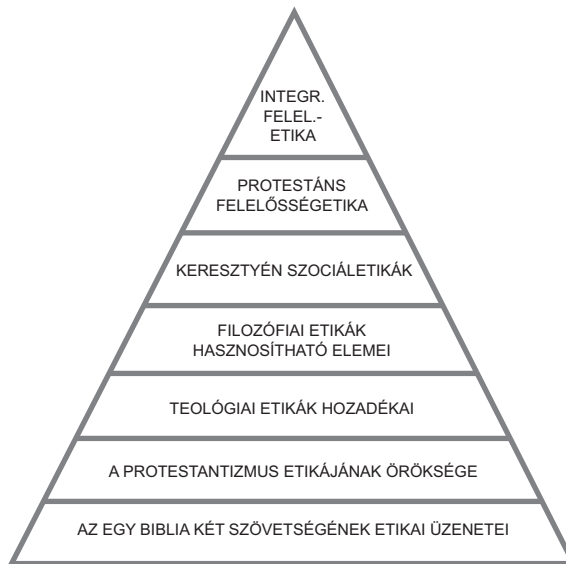 INTEGR.
FELEL.-
ETIKA
PROTESTÁNS
FELELŐSSÉGETIKA
KERESZTYÉN SZOCIÁLETIKÁK
FILOZÓFIAI ETIKÁK
HASZNOSÍTHATÓ ELEMEI
TEOLÓGIAI ETIKÁK HOZADÉKAI
A PROTESTANTIZMUS ETIKÁJÁNAK ÖRÖKSÉGE
AZ EGY BIBLIA KÉT SZÖVETSÉGÉNEK ETIKAI ÜZENETEI